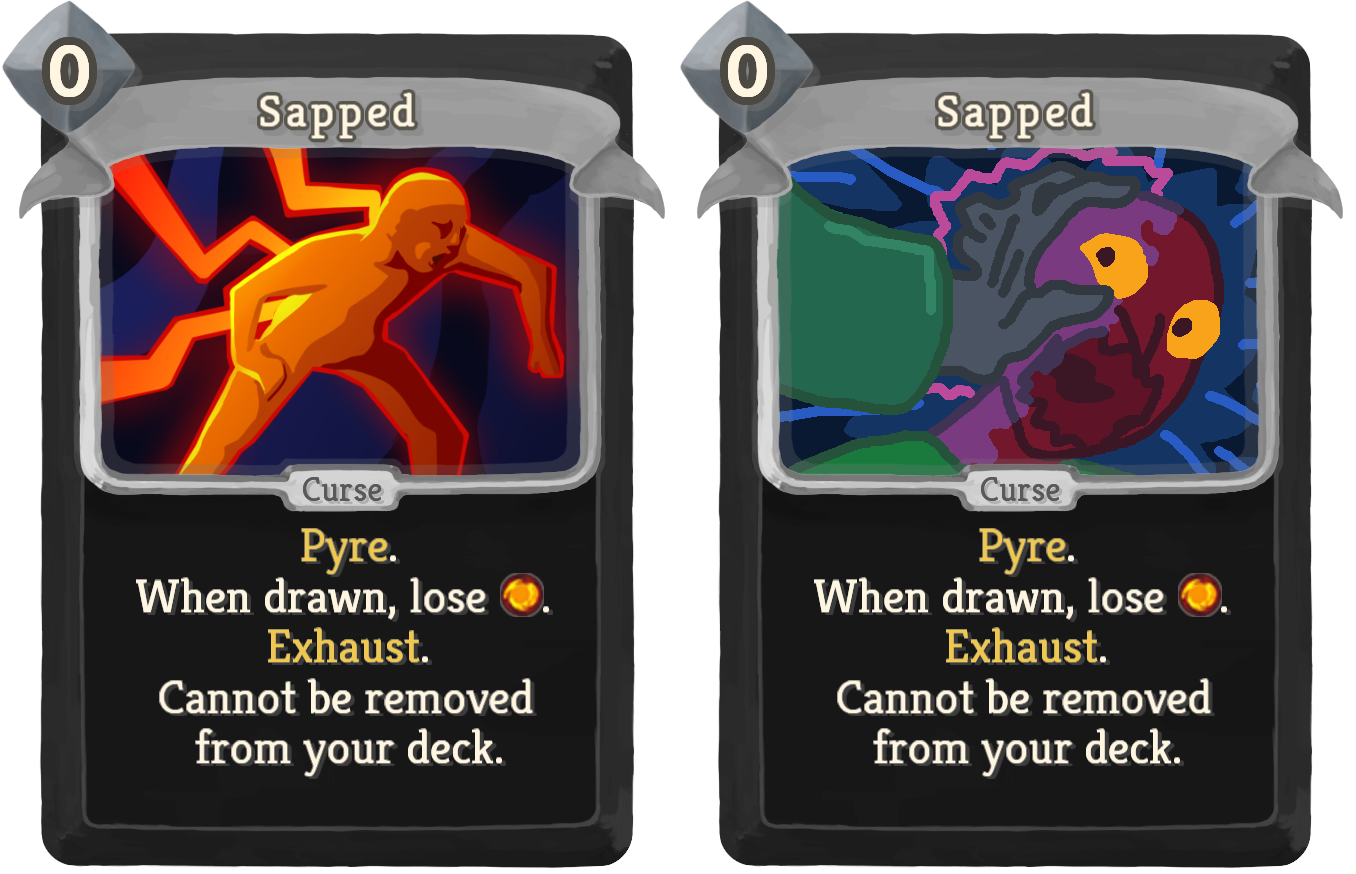 0
Sapped
Curse
Pyre.
When drawn, lose .
Exhaust.
Cannot be removed
from your deck.
0
Sapped
Curse
Pyre.
When drawn, lose .
Exhaust.
Cannot be removed
from your deck.